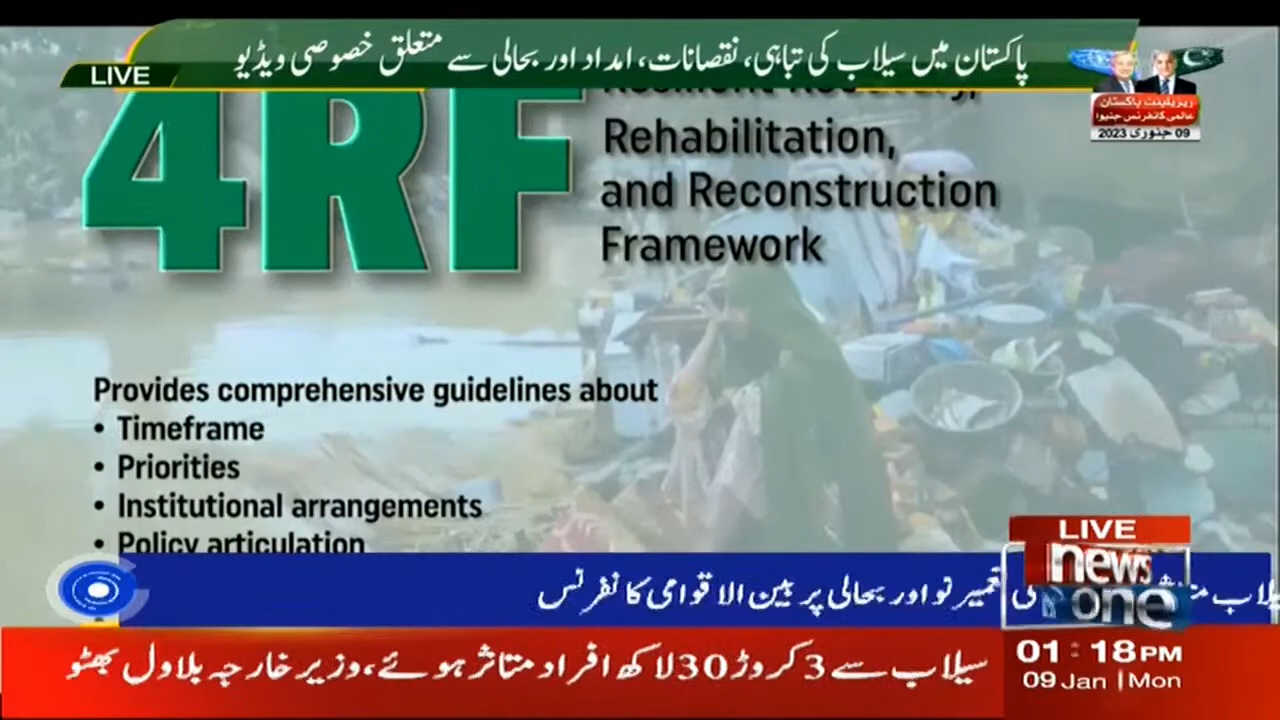 پاکستان میں سیلاب کی تباہی، نقصانات، امداد اور بحالی سے متعلق خصوصی ویڈیو
LIVE
ریزیلینٹ پاکستان
عالمی کانفرنس جنیوا
09 جنوری 2023
4RF
Rehabilitation,
and Reconstruction
Framework
Provides comprehensive guidelines about
• Timeframe
• Priorities
• Institutional arrangements
• Policy articulation
LIVE
news
one
تعمیر نو اور بحالی پر بین الاقوامی کانفرنس
سیلاب سے 3 کروڑ 30 لاکھ افراد متاثر ہوئے، وزیر خارجہ بلاول بھٹو
01:18PM
09 Jan | Mon